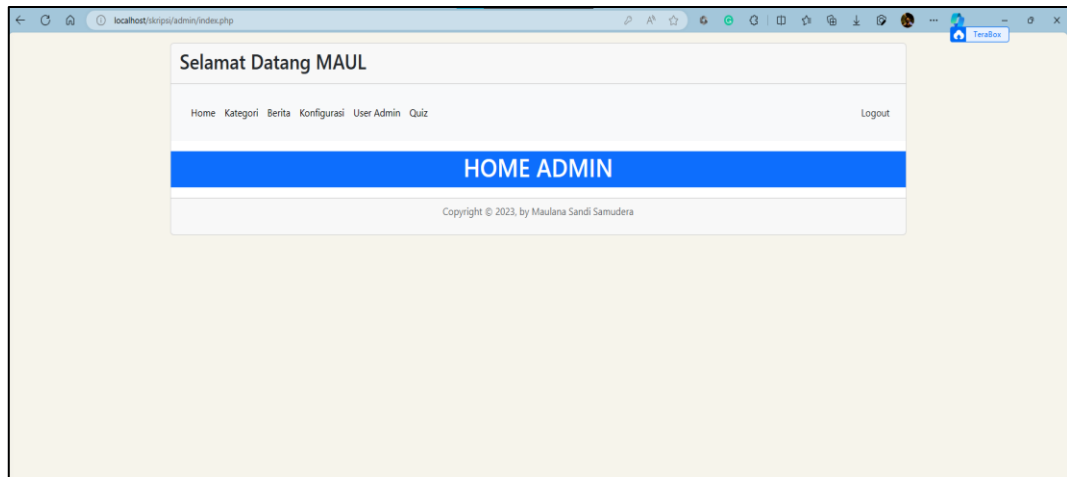 localhost/skripsi/admin/index.php
TeraBox
Selamat Datang MAUL
Home Kategori Berita Konfigurasi User Admin Quiz Logout
HOME ADMIN
Copyright © 2023, by Maulana Sandi Samudera